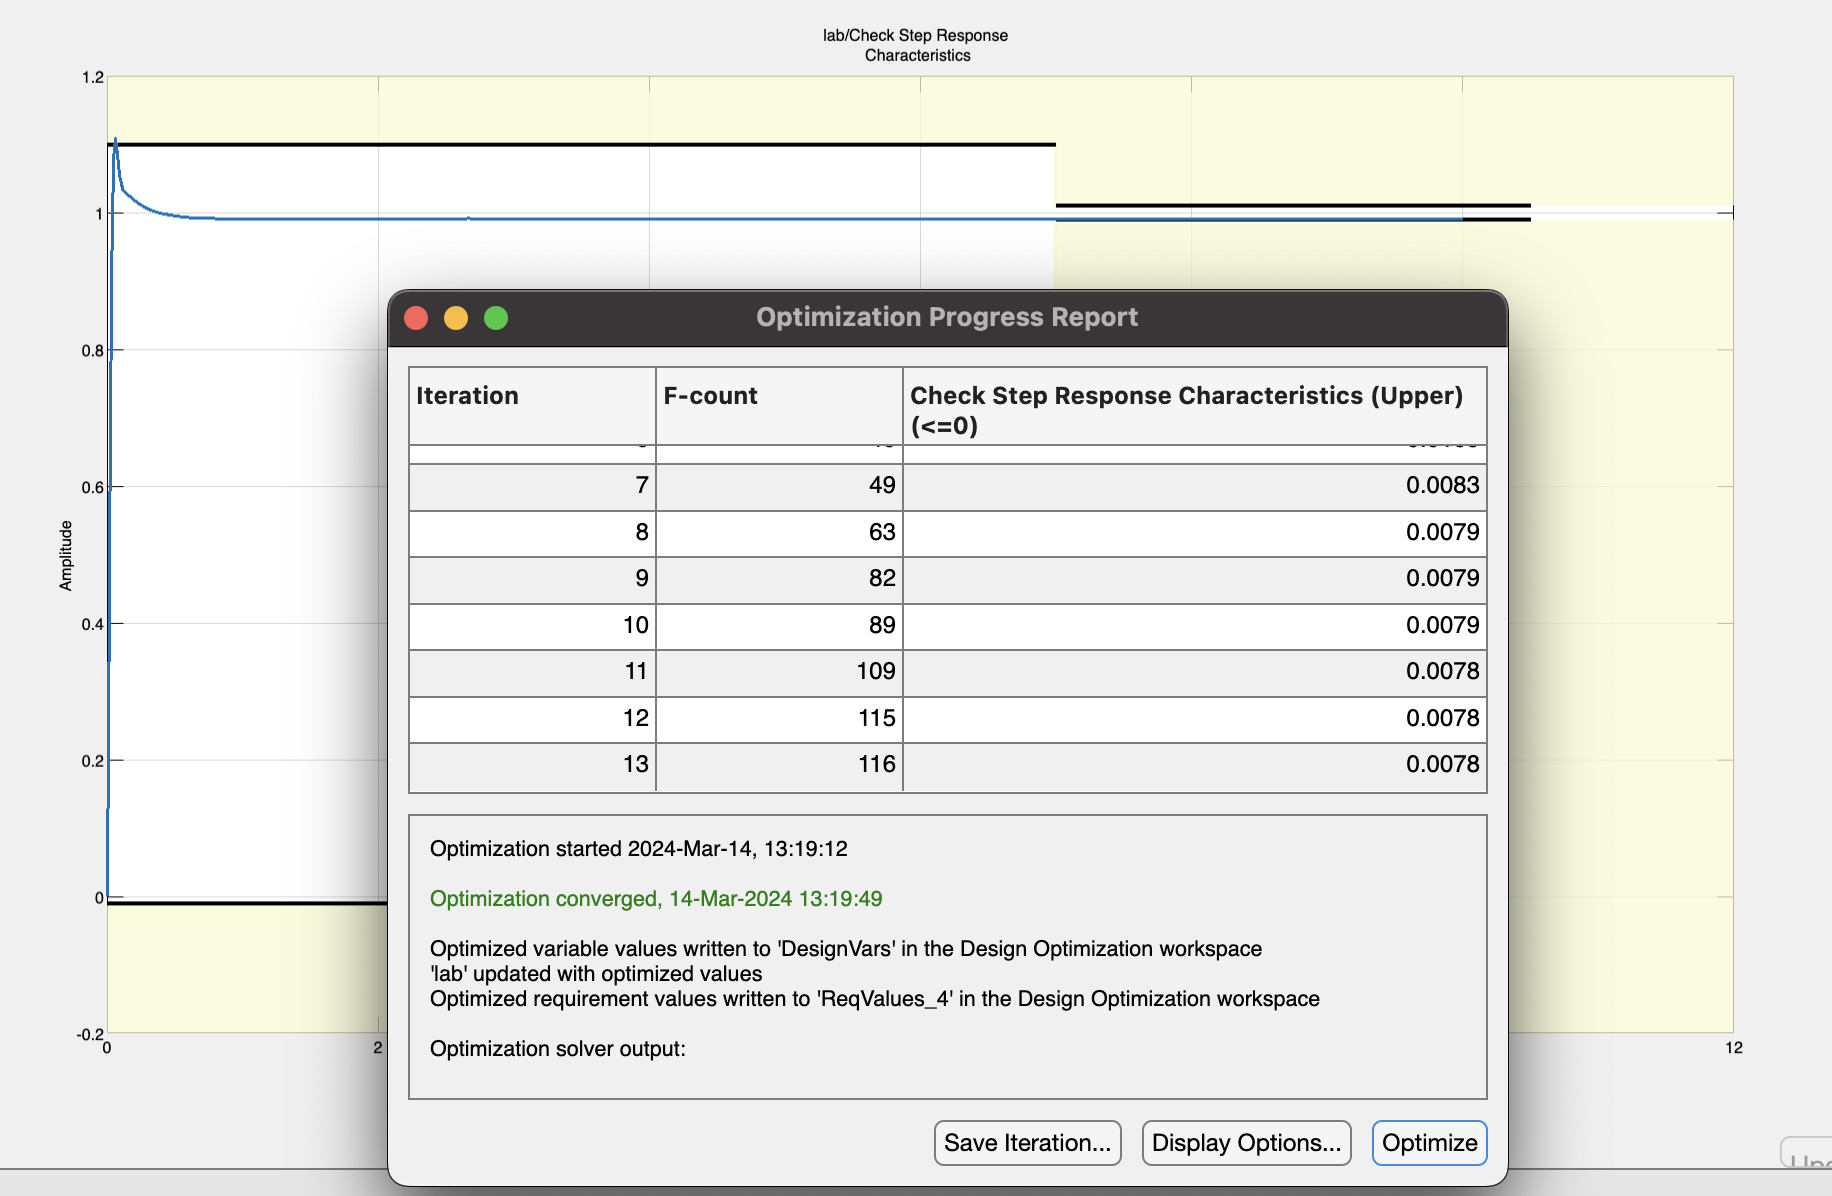 lab/Check Step Response
Characteristics
1.2
1
0.8
0.6
0.4
0.2
0
-0.2
Amplitude
0
2
12
Optimization Progress Report
Iteration F-count Check Step Response Characteristics (Upper)
(<=0)
7 49 0.0083
8 63 0.0079
9 82 0.0079
10 89 0.0079
11 109 0.0078
12 115 0.0078
13 116 0.0078
Optimization started 2024-Mar-14, 13:19:12
Optimization converged, 14-Mar-2024 13:19:49
Optimized variable values written to 'DesignVars' in the Design Optimization workspace
'lab' updated with optimized values
Optimized requirement values written to 'ReqValues_4' in the Design Optimization workspace
Optimization solver output:
Save Iteration... Display Options... Optimize